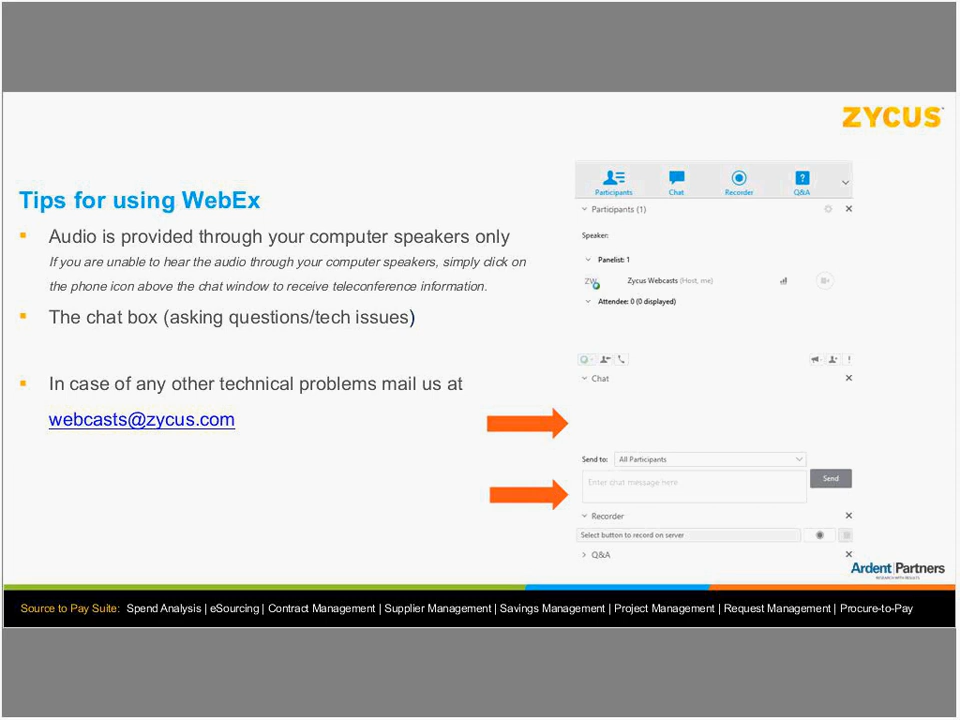 ZYCUS
Tips for using WebEx
Audio is provided through your computer speakers only
If you are unable to hear the audio through your computer speakers, simply click on
the phone icon above the chat window to receive teleconference information.
The chat box (asking questions/tech issues)
In case of any other technical problems mail us at
webcasts@zycus.com
Participants Chat Recorder Q&A
Participants (1)
Speaker:
Panelist: 1
ZW Zycus Webcasts (Host, me)
Attendee: 0 (0 displayed)
Chat
Send to: All Participants
Enter chat message here
Send
Recorder
Select button to record on server
Q&A
Ardent Partners
RESEARCH WITH RESULTS
Source to Pay Suite: Spend Analysis | eSourcing | Contract Management | Supplier Management | Savings Management | Project Management | Request Management | Procure-to-Pay